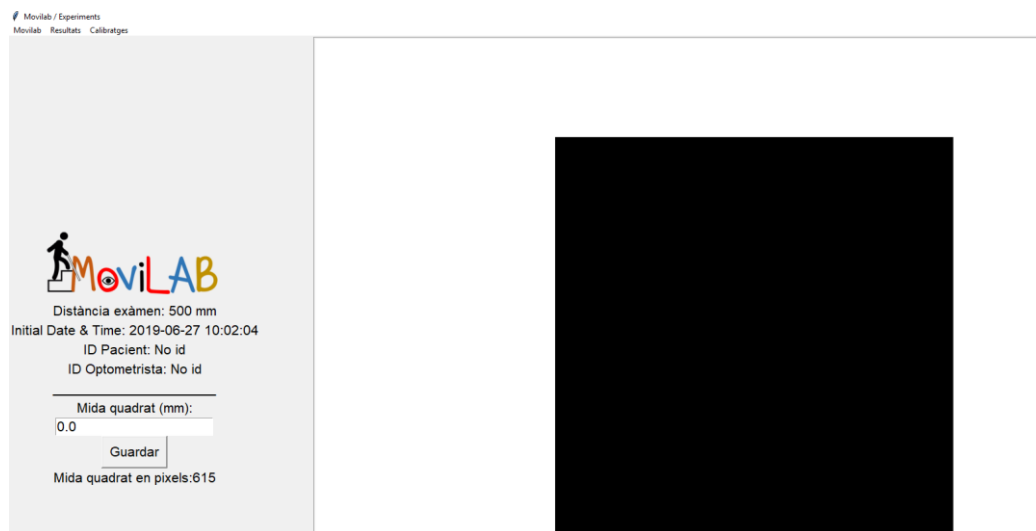 Movilab / Experiments
Movilab Resultats Calibratges
MoviLAB
Distància exàmen: 500 mm
Initial Date & Time: 2019-06-27 10:02:04
ID Pacient: No id
ID Optometrista: No id
Mida quadrat (mm):
0.0
Guardar
Mida quadrat en pixels:615